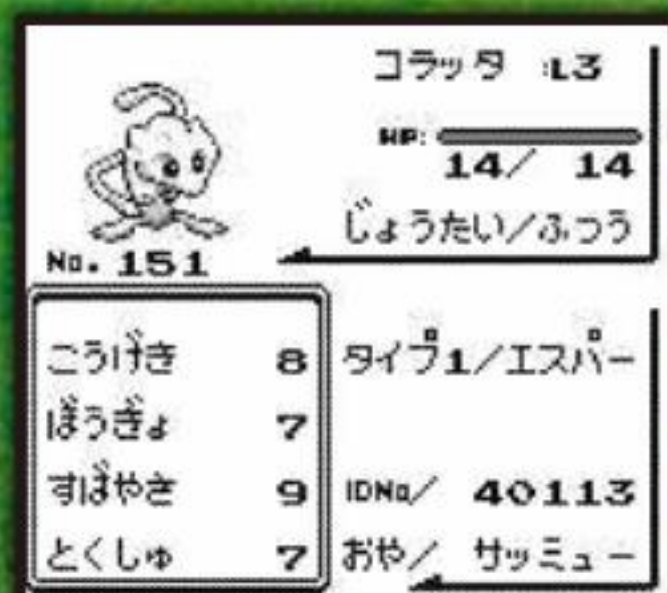 コラッタ :L3
HP:
14/ 14
じょうたい/ふつう
No. 151
こうげき 8
ぼうぎょ 7
すばやさ 9
とくしゅ 7
タイプ1/エスパー
IDNo/ 40113
おや/ サッミュー